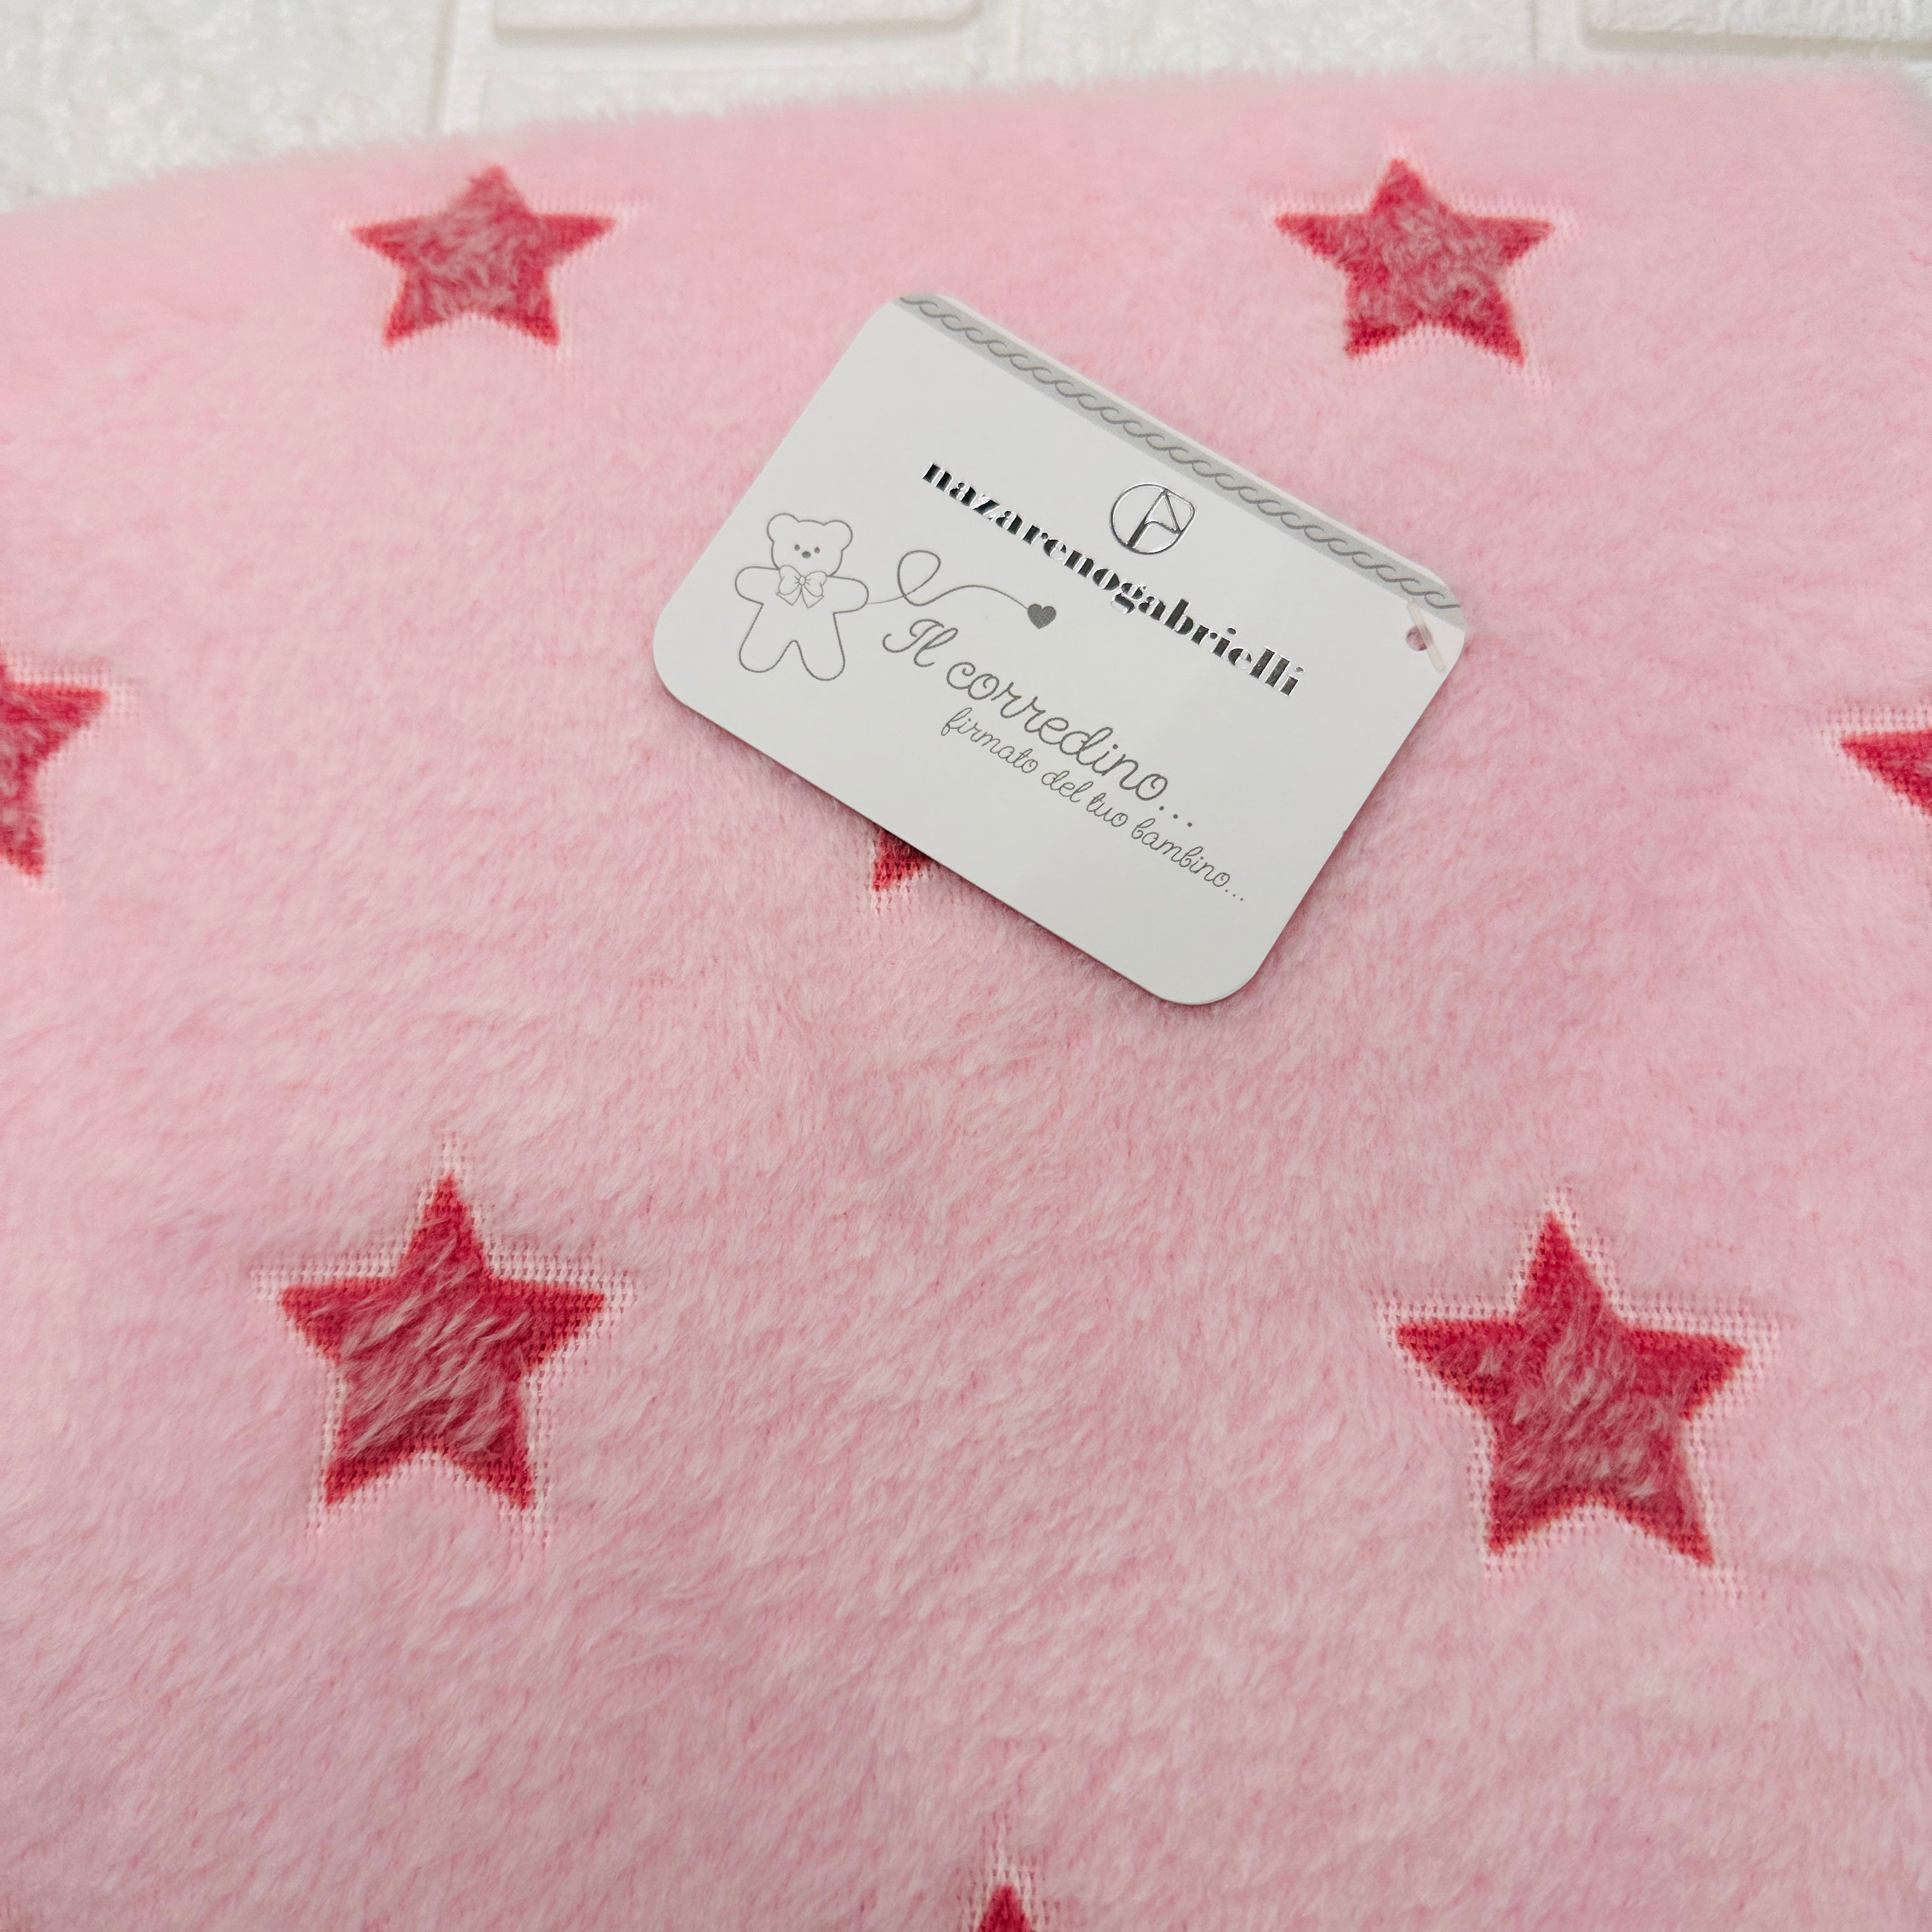 nazarenogabrielli
Il corredino...
firmato del tuo bambino...